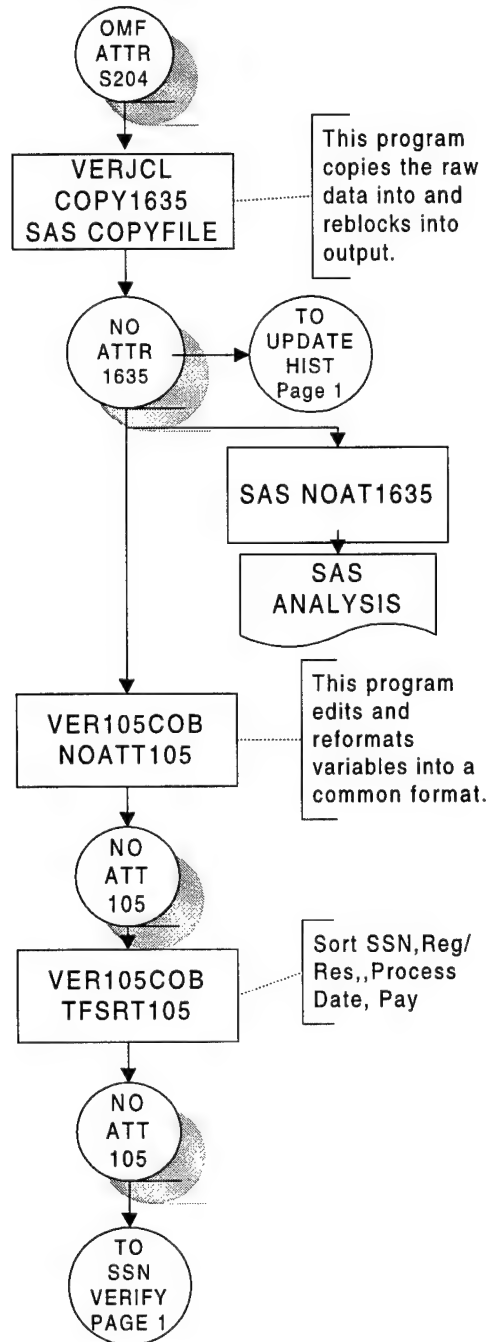 OMF
ATTR
S204
VERJCL
COPY1635
SAS COPYFILE
This program
copies the raw
data into and
reblocks into
output.
NO
ATTR
1635
TO
UPDATE
HIST
Page 1
SAS NOAT1635
SAS
ANALYSIS
VER105COB
NOATT105
This program
edits and
reformats
variables into a
common format.
NO
ATT
105
VER105COB
TFSRT105
Sort SSN,Reg/
Res,,Process
Date, Pay
NO
ATT
105
TO
SSN
VERIFY
PAGE 1